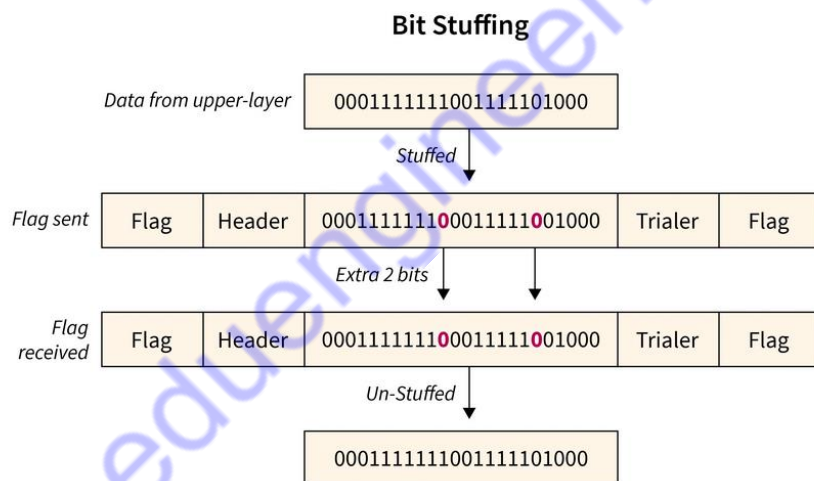 Bit Stuffing
Data from upper-layer
0001111111001111101000
Stuffed
Flag sent
Flag Header 000111111100011111001000 Trialer Flag
Extra 2 bits
Flag
received
Flag Header 000111111100011111001000 Trialer Flag
Un-Stuffed
0001111111001111101000
eduengineer